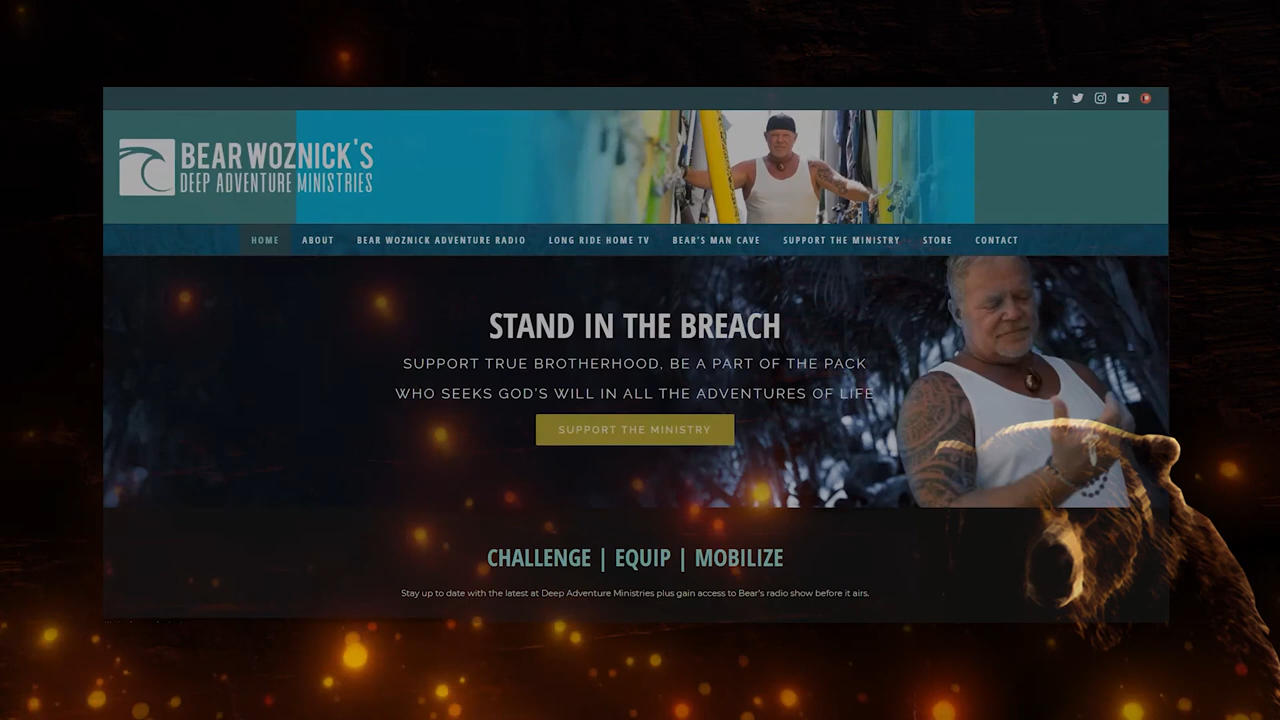 BEAR WOZNICK'S
DEEP ADVENTURE MINISTRIES
HOME ABOUT BEAR WOZNICK ADVENTURE RADIO LONG RIDE HOME TV BEAR'S MAN CAVE SUPPORT THE MINISTRY STORE CONTACT
STAND IN THE BREACH
SUPPORT TRUE BROTHERHOOD, BE A PART OF THE PACK
WHO SEEKS GOD'S WILL IN ALL THE ADVENTURES OF LIFE
SUPPORT THE MINISTRY
CHALLENGE | EQUIP | MOBILIZE
Stay up to date with the latest at Deep Adventure Ministries plus gain access to Bear's radio show before it airs.